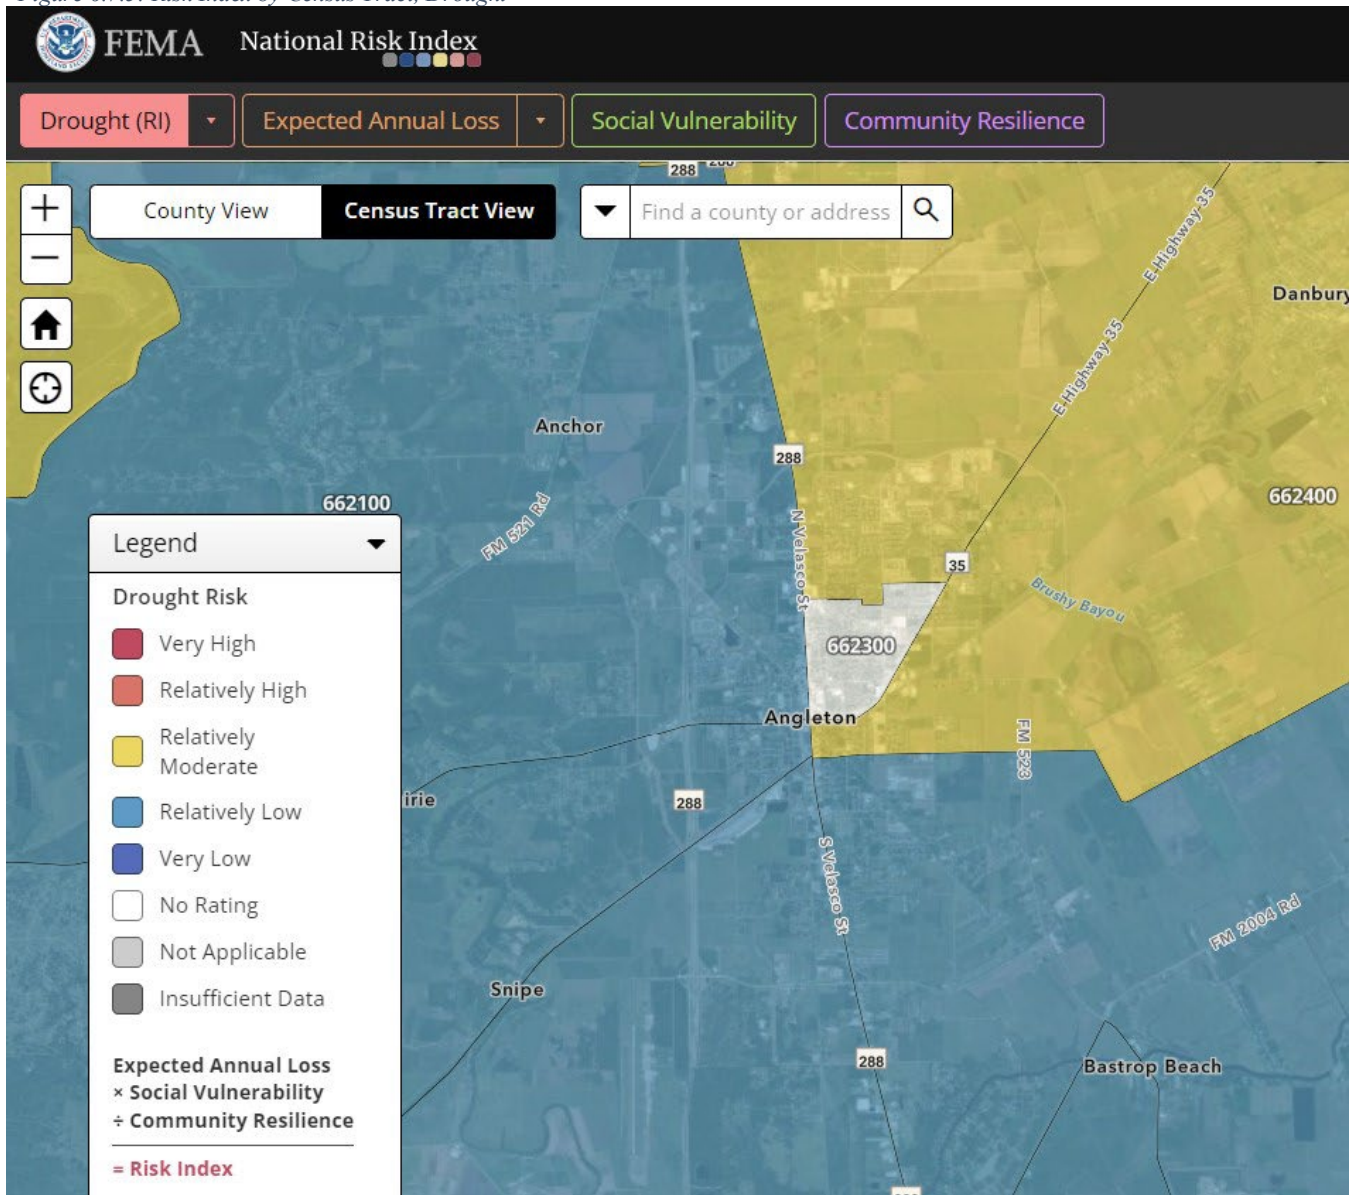 FEMA National Risk Index
Drought (RI) Expected Annual Loss Social Vulnerability Community Resilience
288
County View Census Tract View Find a county or address
E Highway 35
Danbury
E Highway 35
Anchor
288
662100
662400
FM 521 Rd
N Velasco St
35
Brushy Bayou
662300
Angleton
FM 523
288
S Velasco St
FM 2004 Rd
Snipe
288
Bastrop Beach
Legend
Drought Risk
Very High
Relatively High
Relatively
Moderate
Relatively Low
Very Low
No Rating
Not Applicable
Insufficient Data
Expected Annual Loss
× Social Vulnerability
÷ Community Resilience
= Risk Index